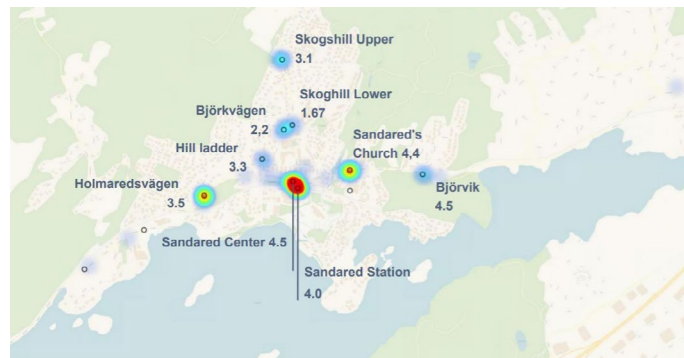 Skogshill Upper
3.1
Skoghill Lower
1.67
Björkvägen
2,2
Sandared's
Church 4,4
Hill ladder
3.3
Holmaredsvägen
3.5
Björvik
4.5
Sandared Center 4.5
Sandared Station
4.0